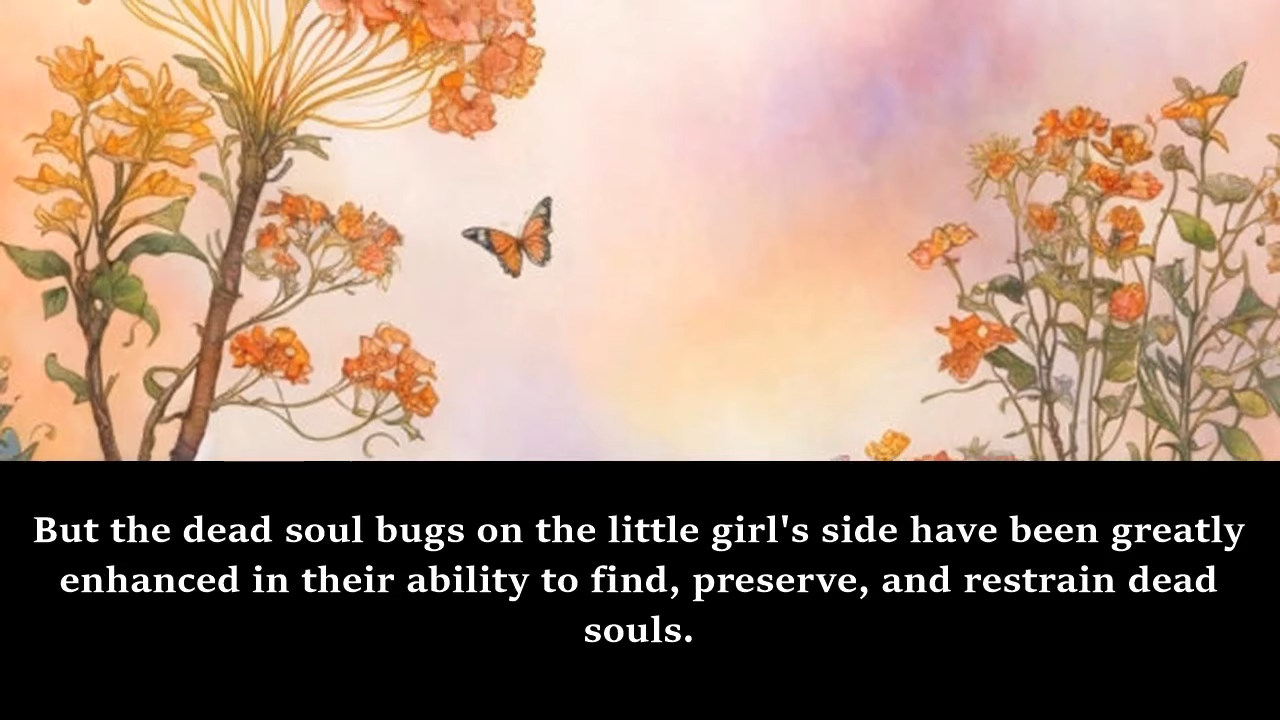 But the dead soul bugs on the little girl's side have been greatly
enhanced in their ability to find, preserve, and restrain dead
souls.